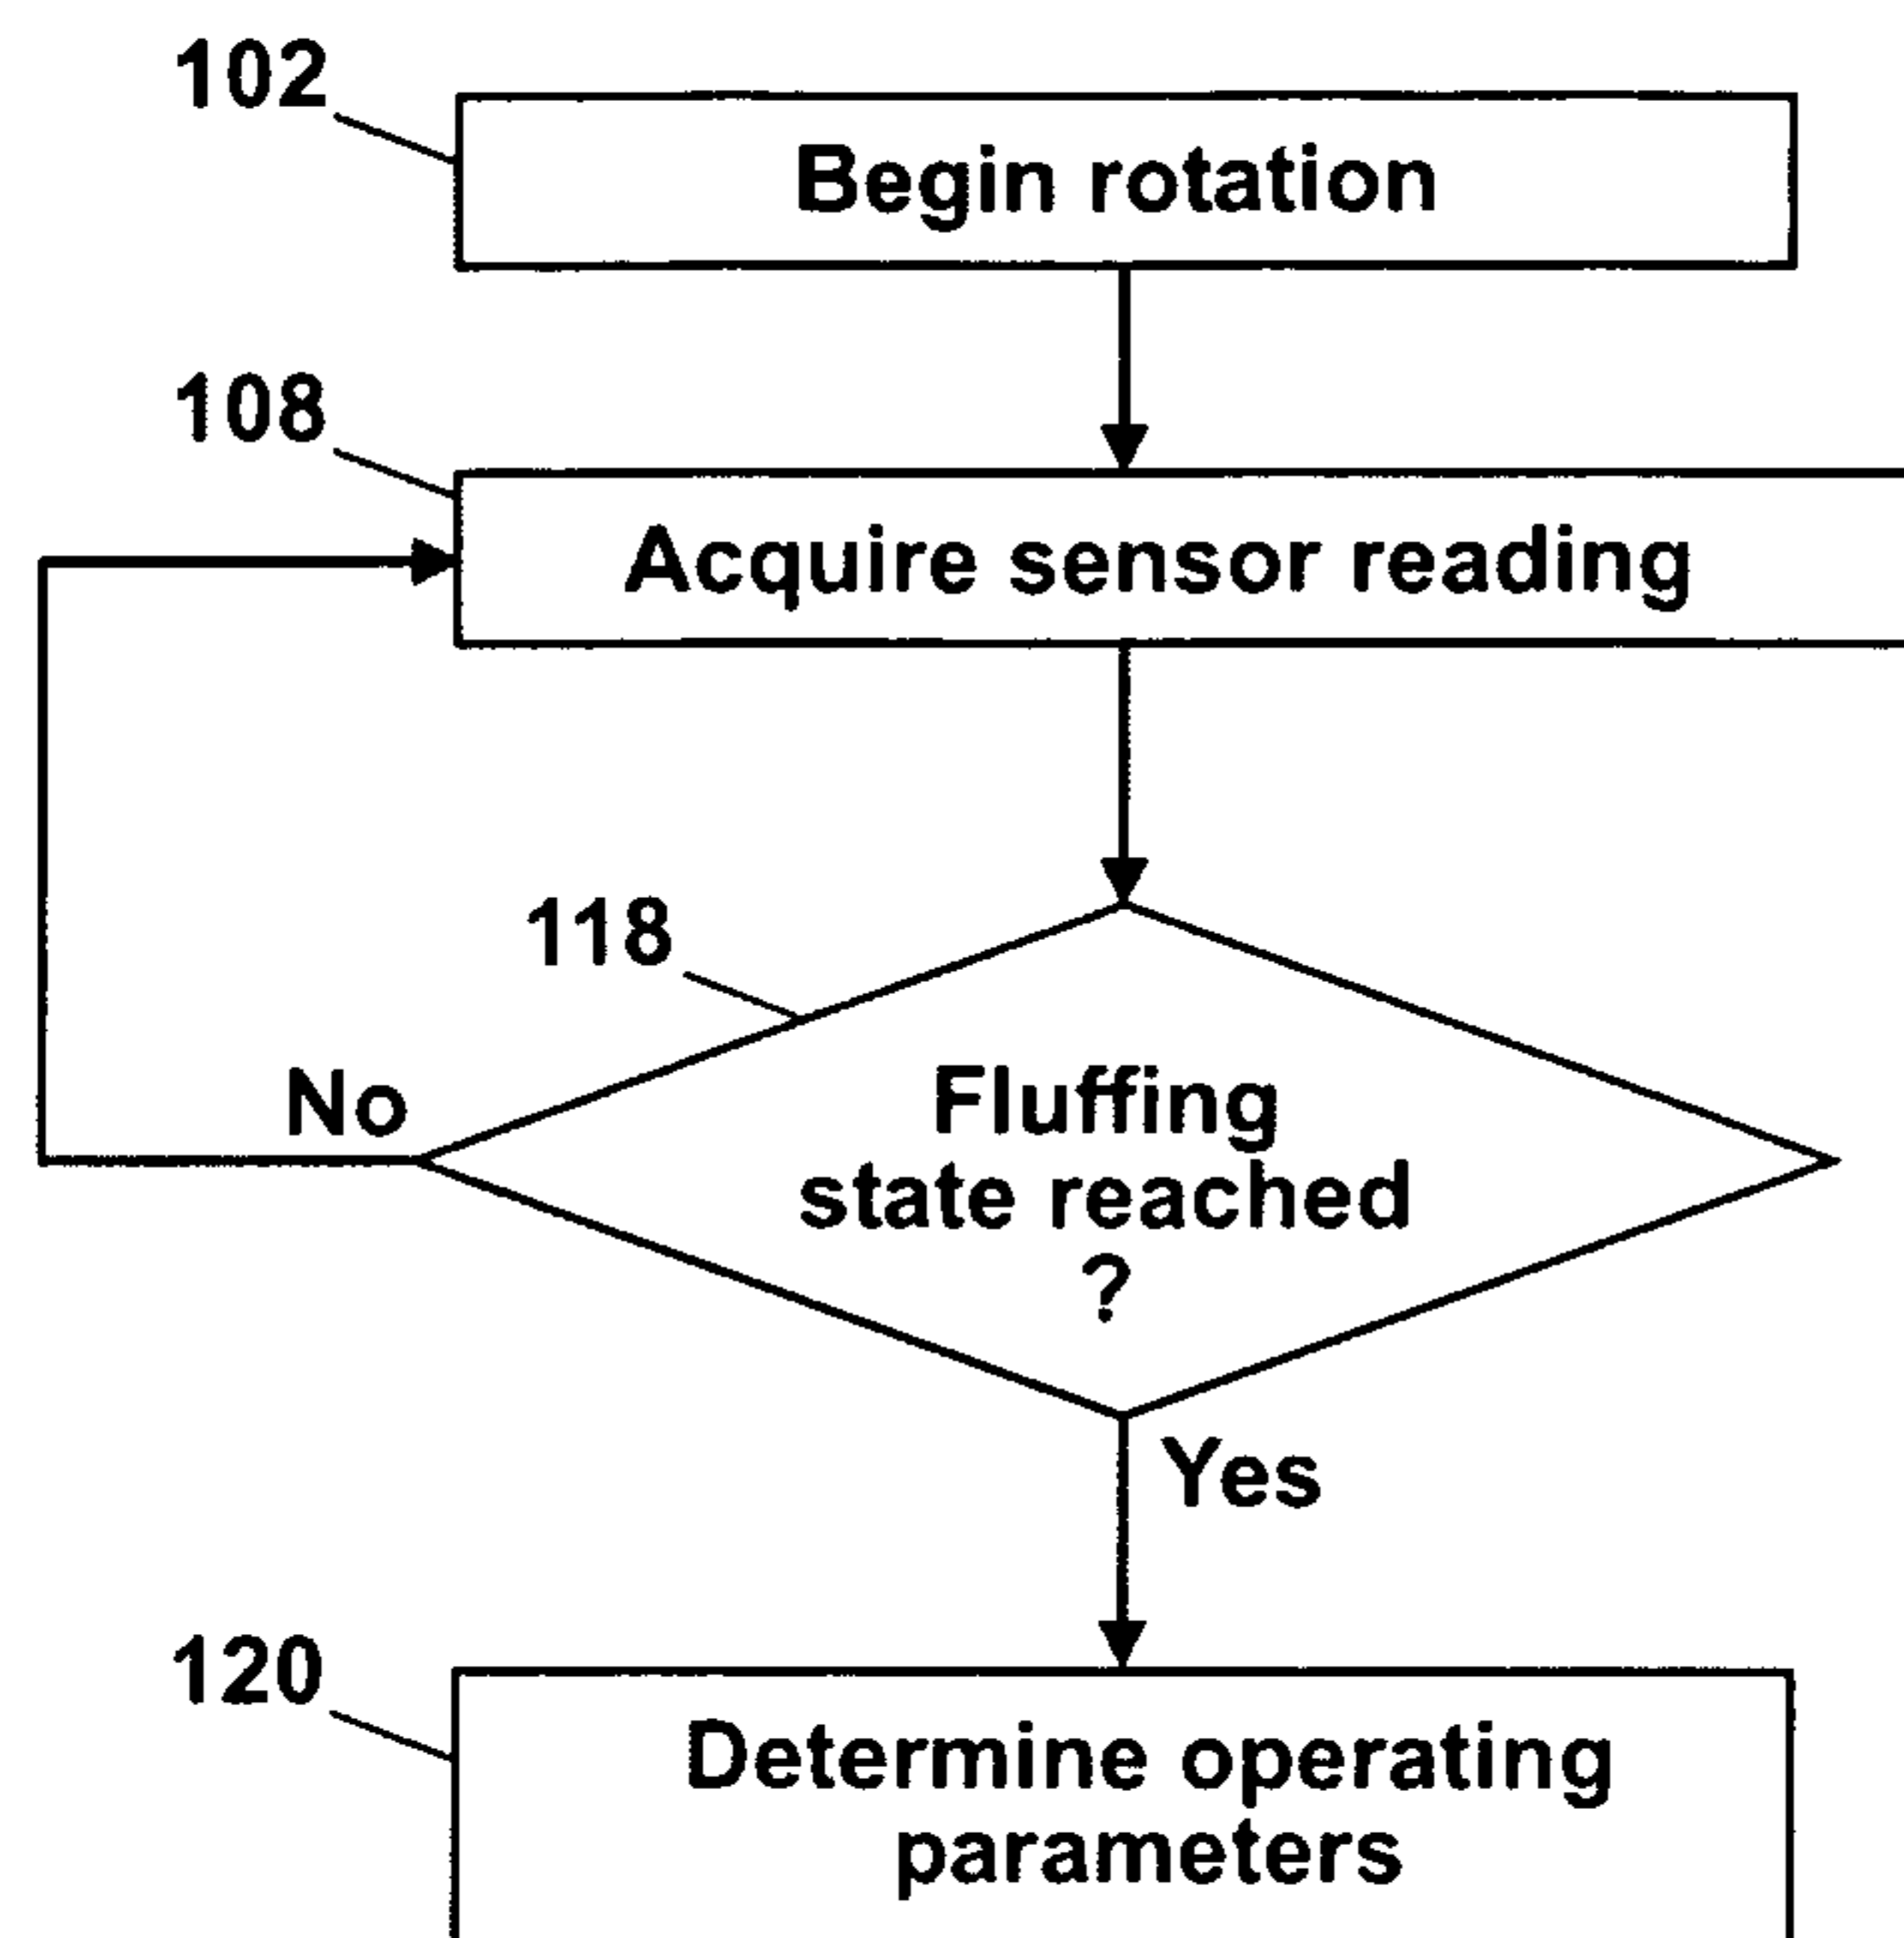 102
Begin rotation
108
Acquire sensor reading
118
No
Fluffing
state reached
?
Yes
120
Determine operating
parameters